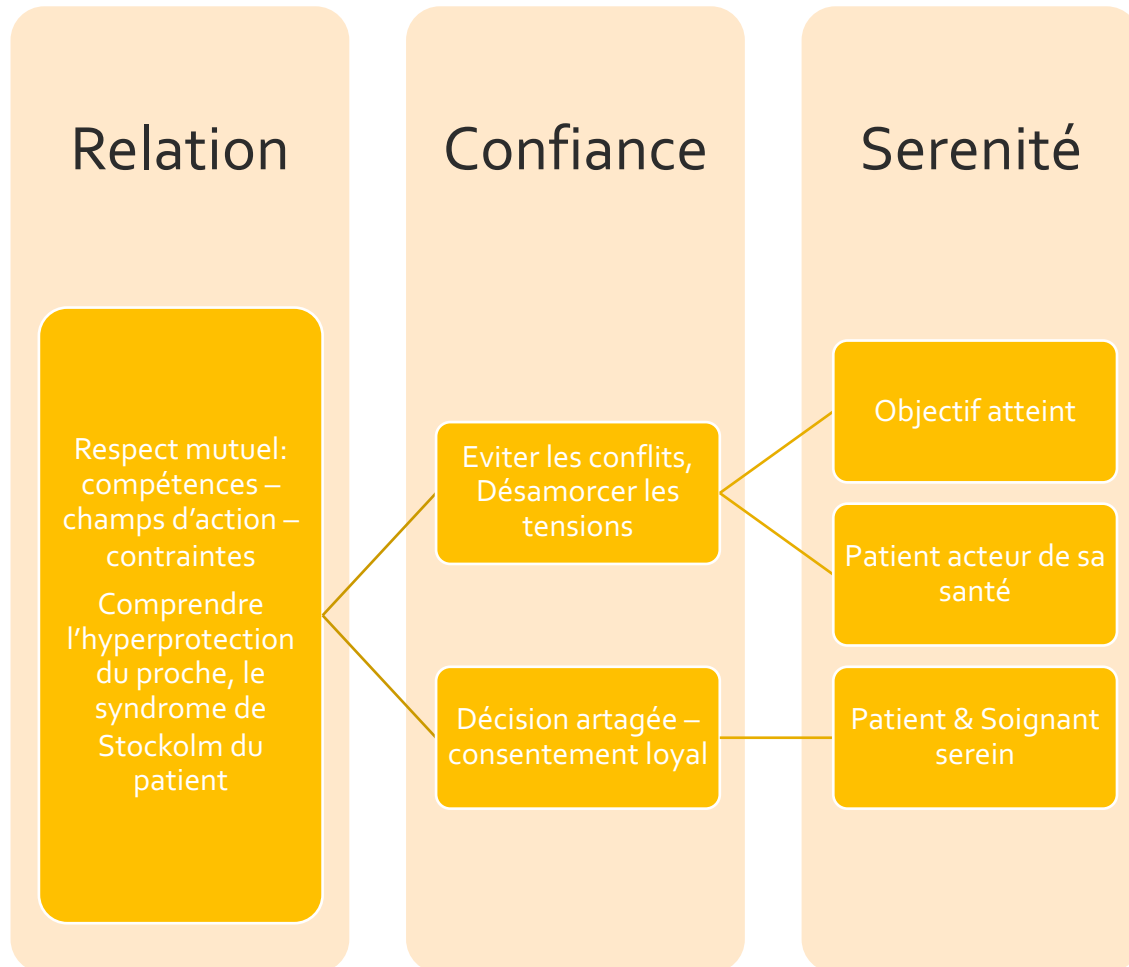 Relation
Respect mutuel:
compétences –
champs d’action –
contraintes
Comprendre
l’hyperprotection
du proche, le
syndrome de
Stockolm du
patient
Confiance
Eviter les conflits,
Désamorcer les
tensions
Décision artagée –
consentement loyal
Serenité
Objectif atteint
Patient acteur de sa
santé
Patient & Soignant
serein